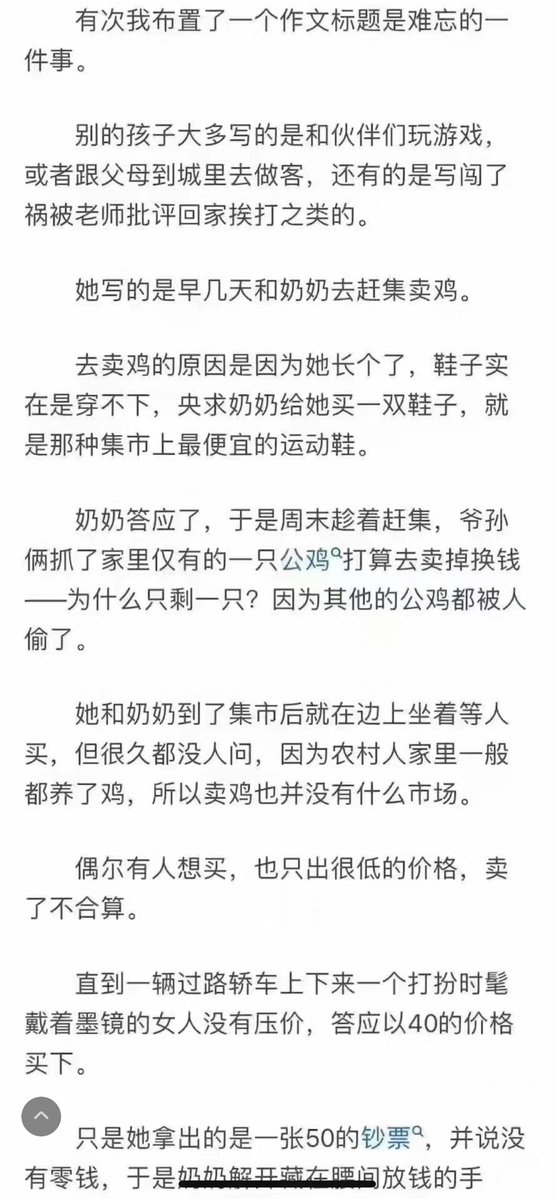 有次我布置了一个作文标题是难忘的一
件事。
别的孩子大多写的是和伙伴们玩游戏，
或者跟父母到城里去做客，还有的是写闯了
祸被老师批评回家挨打之类的。
她写的是早几天和奶奶去赶集卖鸡。
去卖鸡的原因是因为她长个了，鞋子实
在是穿不下，央求奶奶给她买一双鞋子，就
是那种集市上最便宜的运动鞋。
奶奶答应了，于是周末趁着赶集，爷孙
俩抓了家里仅有的一只公鸡打算去卖掉换钱
——为什么只剩一只？因为其他的公鸡都被人
偷了。
她和奶奶到了集市后就在边上坐着等人
买，但很久都没人问，因为农村人家里一般
都养了鸡，所以卖鸡也并没有什么市场。
偶尔有人想买，也只出很低的价格，卖
了不合算。
直到一辆过路轿车上下来一个打扮时髦
戴着墨镜的女人没有压价，答应以40的价格
买下。
只是她拿出的是一张50的钞票，并说没
有零钱，于是奶奶解开藏在腰间放钱的手